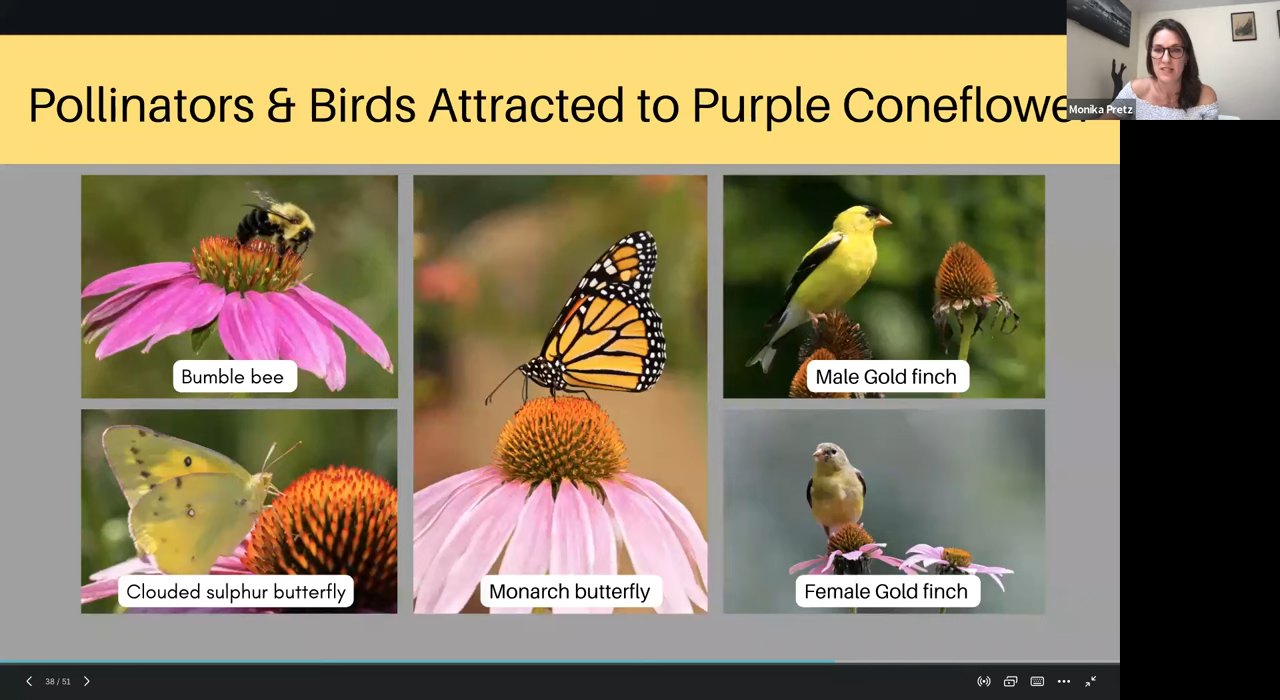 Pollinators & Birds Attracted to Purple Coneflower
Monika Pretz
Bumble bee
Monarch butterfly
Male Gold finch
Clouded sulphur butterfly
Female Gold finch
38 / 51